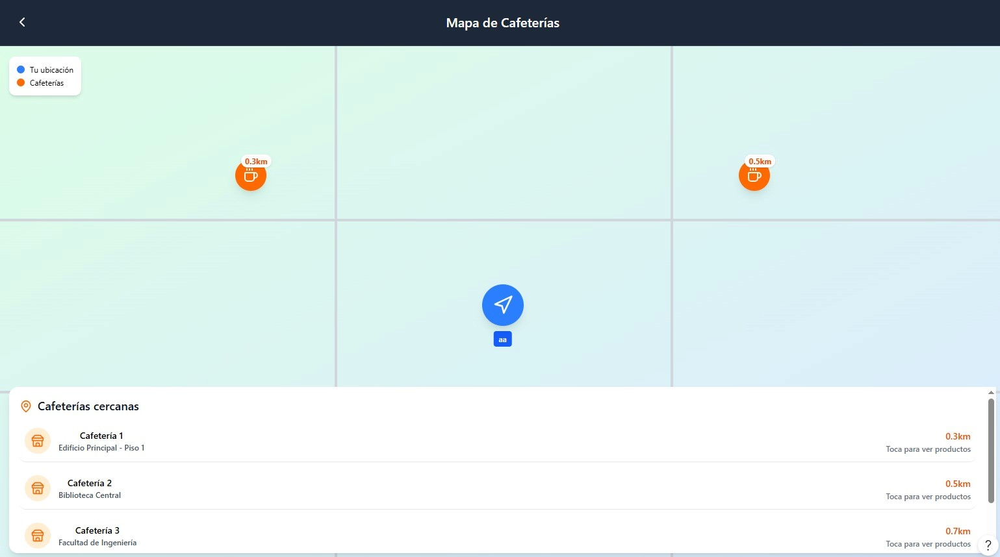 Mapa de Cafeterías
Tu ubicación
Cafeterías
0.3km
0.5km
aa
Cafeterías cercanas
Cafetería 1
Edificio Principal - Piso 1
0.3km
Toca para ver productos
Cafetería 2
Biblioteca Central
0.5km
Toca para ver productos
Cafetería 3
Facultad de Ingeniería
0.7km
Toca para ver productos
?